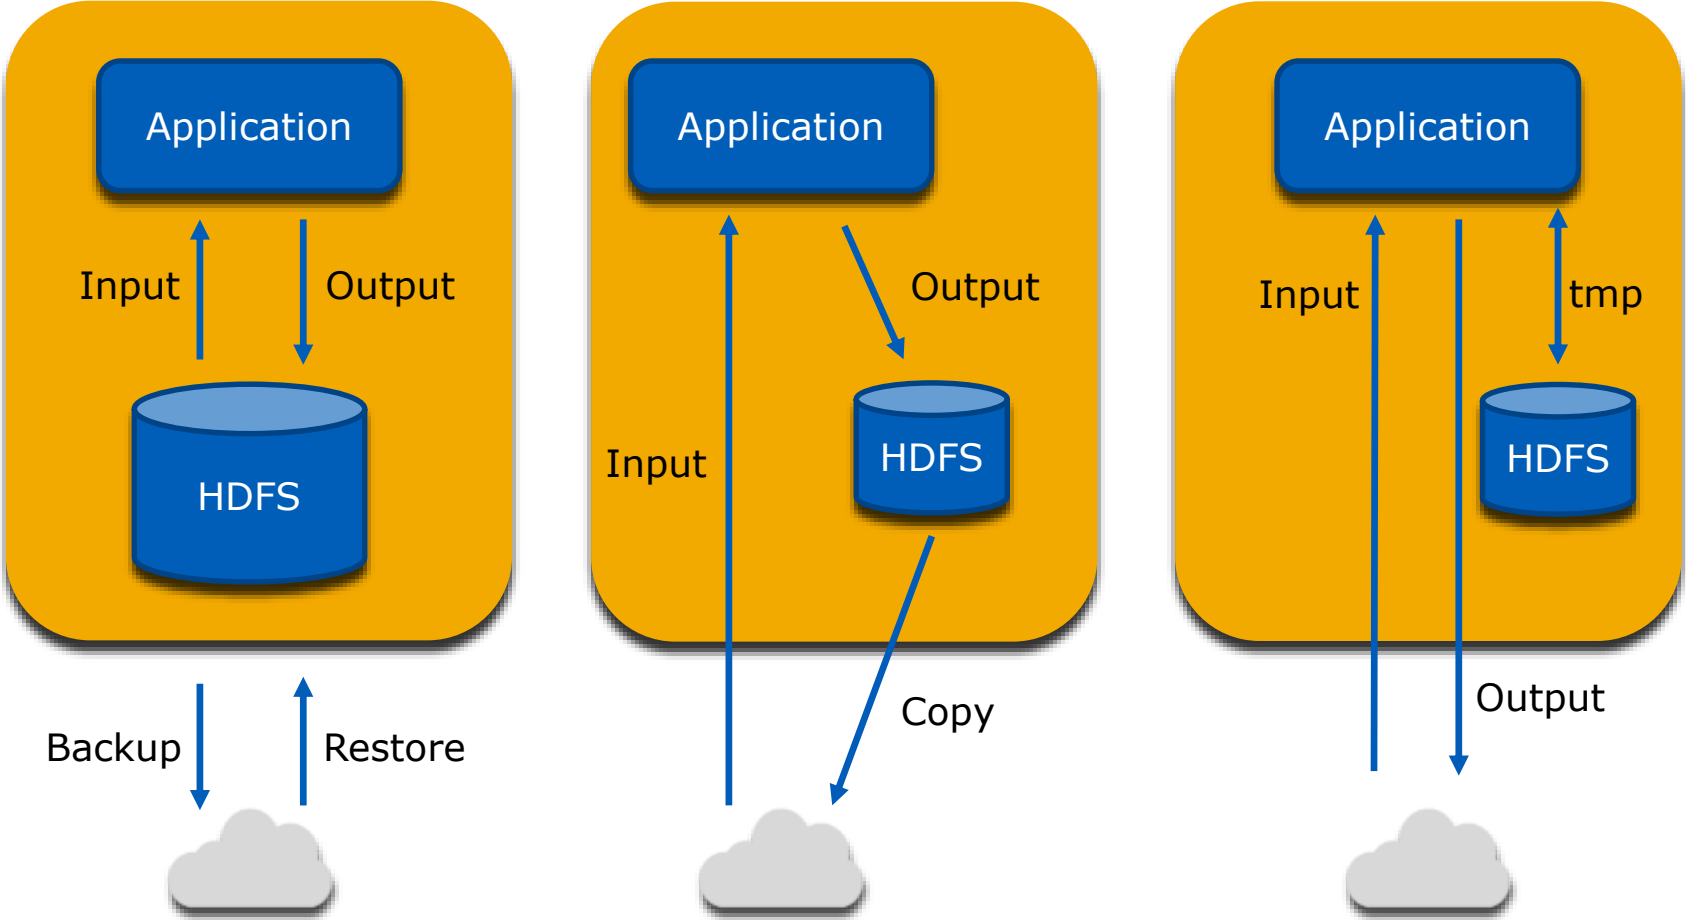 Application
Input
Output
HDFS
Backup
Restore
Application
Output
Input
HDFS
Copy
Application
Input
tmp
HDFS
Output